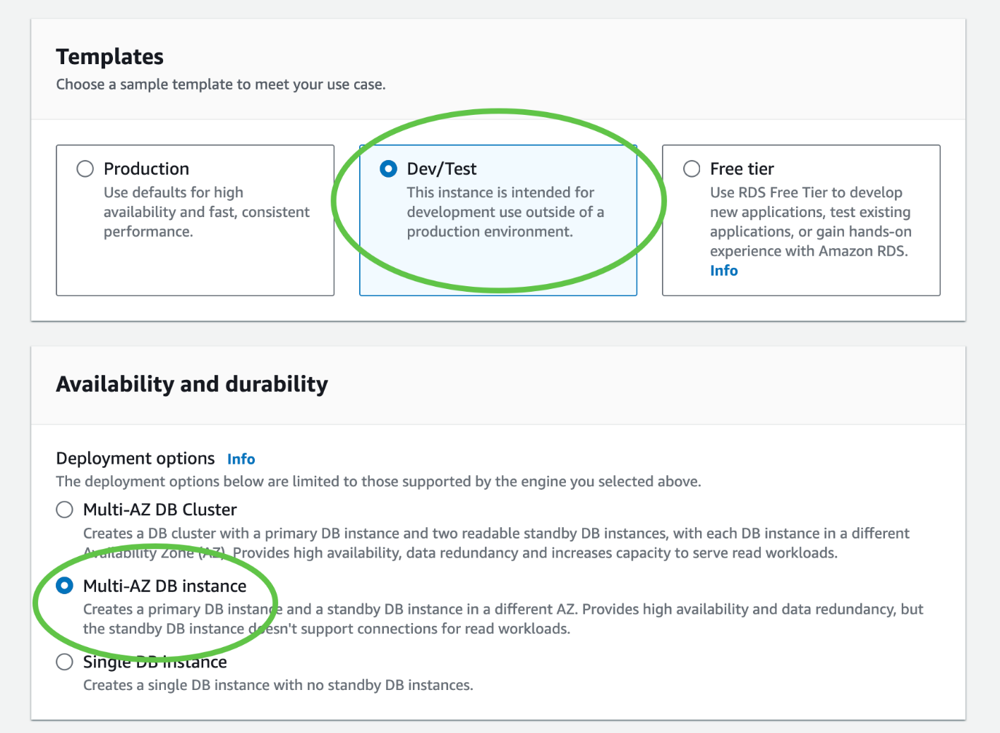 Templates
Choose a sample template to meet your use case.
Production
Use defaults for high
availability and fast, consistent
performance.
Dev/Test
This instance is intended for
development use outside of a
production environment.
Free tier
Use RDS Free Tier to develop
new applications, test existing
applications, or gain hands-on
experience with Amazon RDS.
Info
Availability and durability
Deployment options Info
The deployment options below are limited to those supported by the engine you selected above.
Multi-AZ DB Cluster
Creates a DB cluster with a primary DB instance and two readable standby DB instances, with each DB instance in a different
Availability Zone (AZ). Provides high availability, data redundancy and increases capacity to serve read workloads.
Multi-AZ DB instance
Creates a primary DB instance and a standby DB instance in a different AZ. Provides high availability and data redundancy, but
the standby DB instance doesn't support connections for read workloads.
Single DB instance
Creates a single DB instance with no standby DB instances.